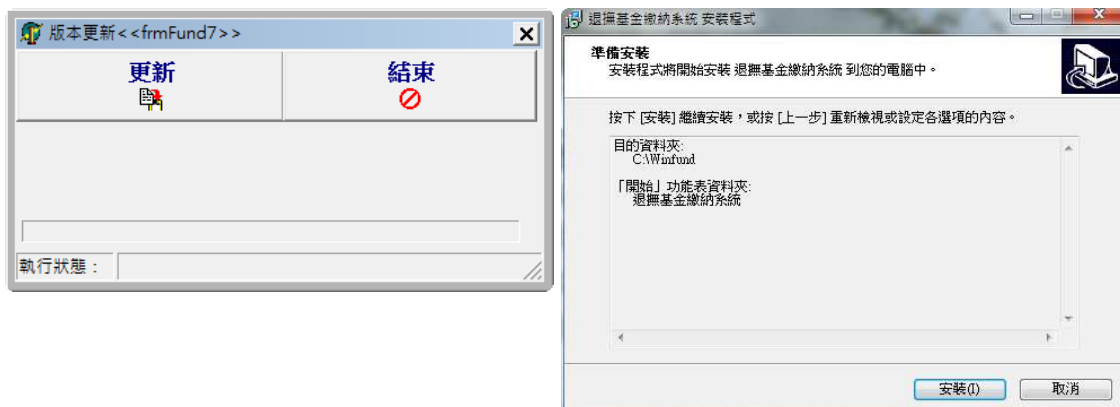 版本更新<<frmFund7>>
更新
結束
執行狀態：
退撫基金繳納系統 安裝程式
準備安裝
安裝程式將開始安裝 退撫基金繳納系統 到您的電腦中。
按下 [安裝] 繼續安裝，或按 [上一步] 重新檢視或設定各選項的內容。
目的資料夾:
C:\Winfund
「開始」功能表資料夾:
退撫基金繳納系統
安裝(I)
取消